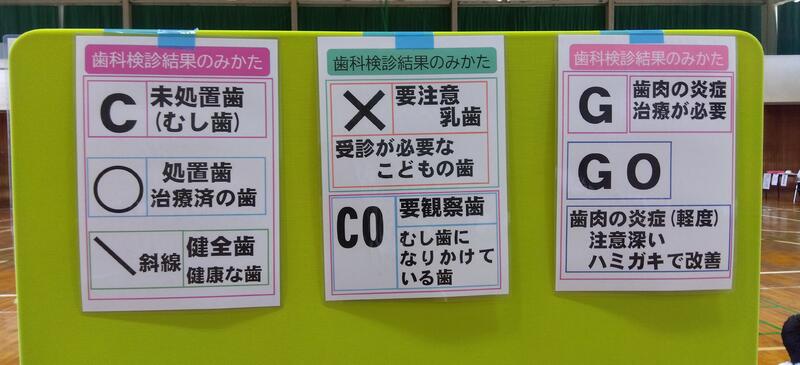 歯科検診結果のみかた
C
未処置歯
(むし歯)
○
処置歯
治療済の歯
\
斜線
健全歯
健康な歯
歯科検診結果のみかた
×
要注意
乳歯
受診が必要な
こどもの歯
CO
要観察歯
むし歯に
なりかけて
いる歯
歯科検診結果のみかた
G
歯肉の炎症
治療が必要
GO
歯肉の炎症(軽度)
注意深い
ハミガキで改善